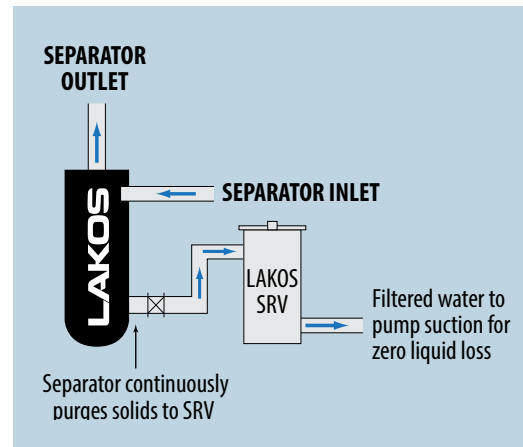 SEPARATOR
OUTLET
SEPARATOR INLET
LAKOS
LAKOS
SRV
Filtered water to
pump suction for
zero liquid loss
Separator continuously
purges solids to SRV